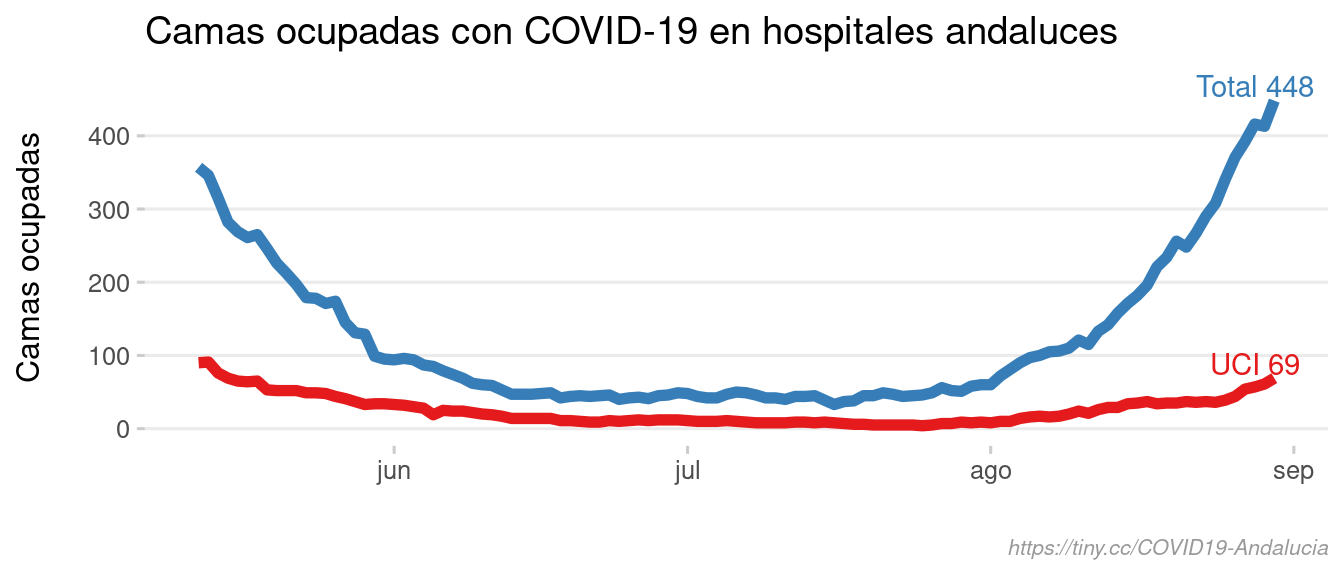 Camas ocupadas con COVID-19 en hospitales andaluces
Total 448
Camas ocupadas
400
300
200
100
0
UCI 69
jun
jul
ago
sep
https://tiny.cc/COVID19-Andalucia